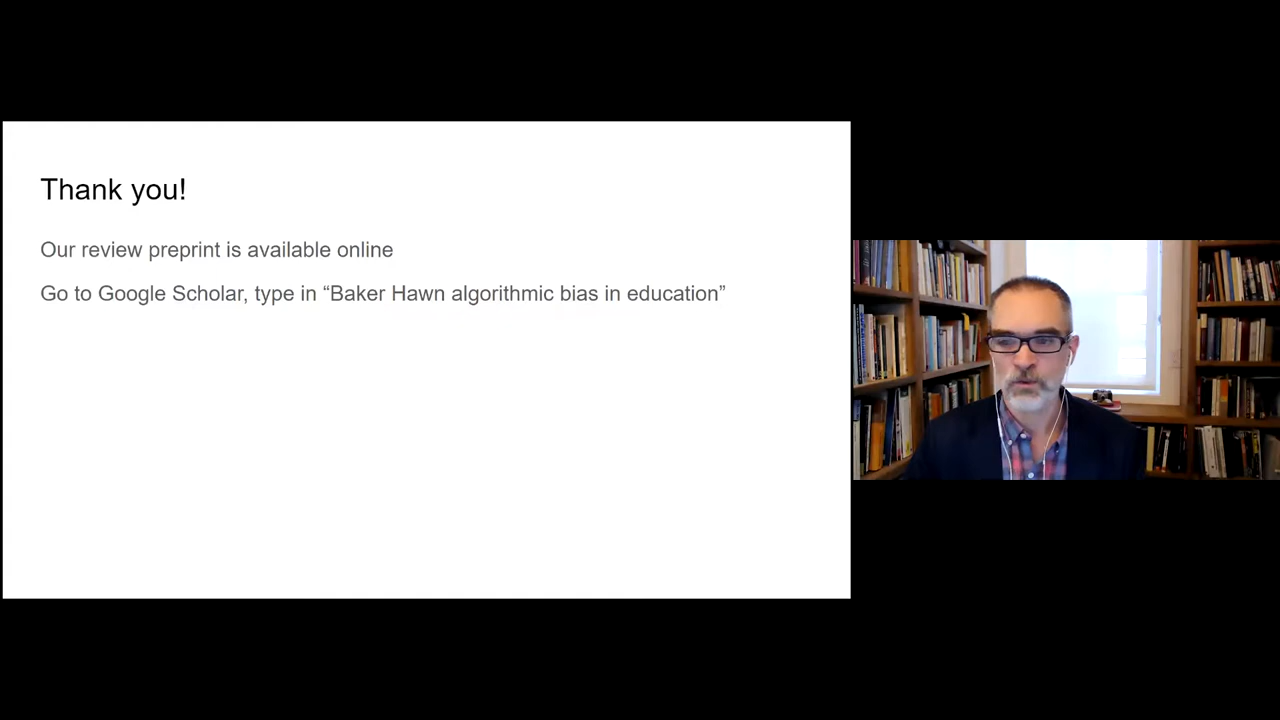 Thank you!
Our review preprint is available online
Go to Google Scholar, type in “Baker Hawn algorithmic bias in education”